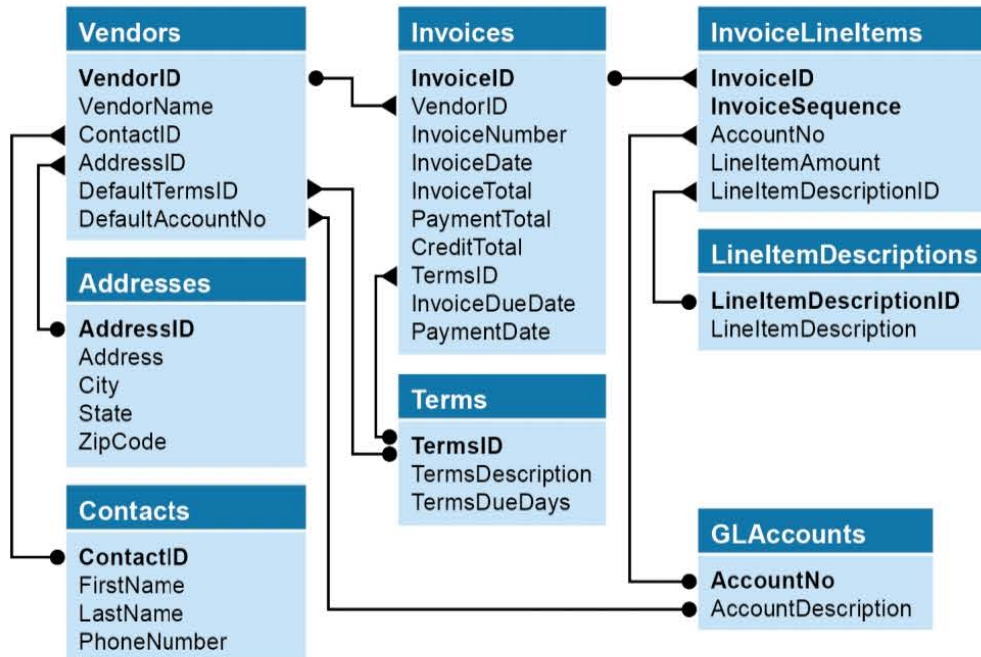 Vendors
VendorID
VendorName
ContactID
AddressID
DefaultTermsID
DefaultAccountNo
Addresses
AddressID
Address
City
State
ZipCode
Contacts
ContactID
FirstName
LastName
PhoneNumber
Invoices
InvoiceID
VendorID
InvoiceNumber
InvoiceDate
InvoiceTotal
PaymentTotal
CreditTotal
TermsID
InvoiceDueDate
PaymentDate
Terms
TermsID
TermsDescription
TermsDueDays
InvoiceLineItems
InvoiceID
InvoiceSequence
AccountNo
LineItemAmount
LineItemDescriptionID
LineItemDescriptions
LineItemDescriptionID
LineItemDescription
GLAccounts
AccountNo
AccountDescription